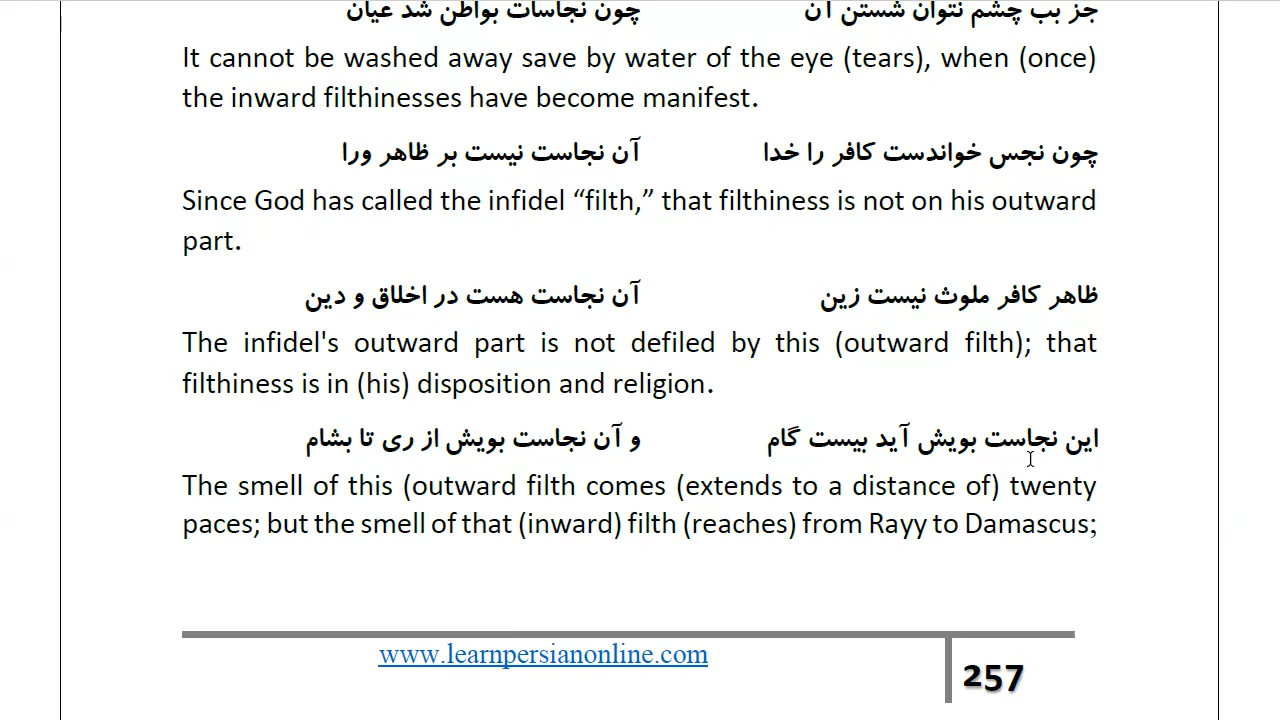 جز بب چشم نتوان شستن آن چون نجاسات بواطن شد عیان
It cannot be washed away save by water of the eye (tears), when (once)
the inward filthinesses have become manifest.
چون نجس خواندست کافر را خدا آن نجاست نیست بر ظاهر ورا
Since God has called the infidel “filth,” that filthiness is not on his outward
part.
ظاهر کافر ملوث نیست زین آن نجاست هست در اخلاق و دین
The infidel's outward part is not defiled by this (outward filth); that
filthiness is in (his) disposition and religion.
این نجاست بویش آید بیست گام و آن نجاست بویش از ری تا بشام
The smell of this (outward filth comes (extends to a distance of) twenty
paces; but the smell of that (inward) filth (reaches) from Rayy to Damascus;
www.learnpersianonline.com
257